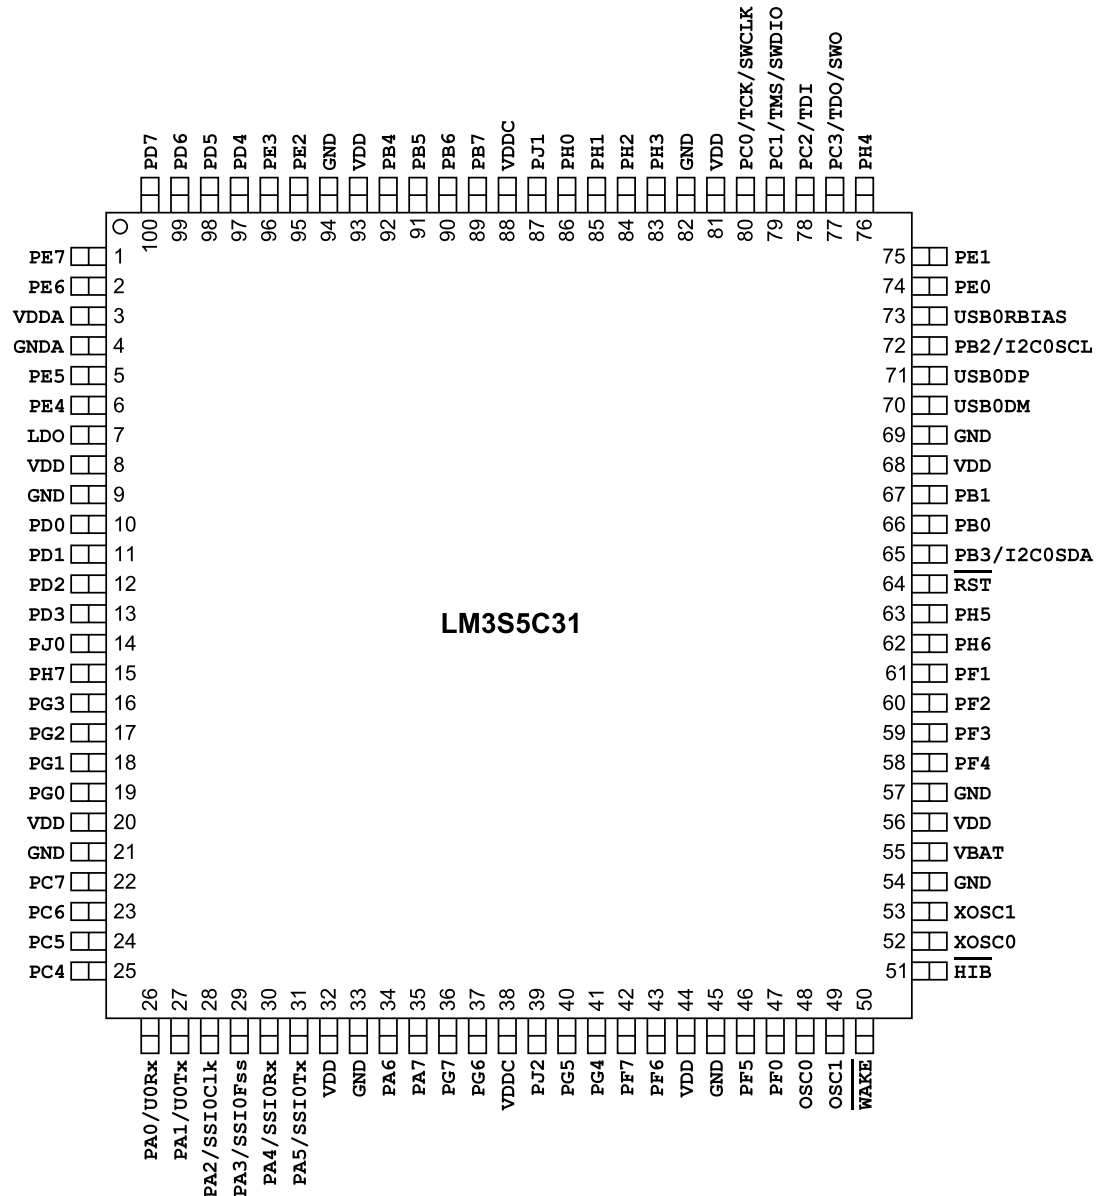 PD7 PD6 PD5 PD4 PE3 PE2 GND VDD PB4 PB5 PB6 PB7 VDDC PJ1 PH0 PH1 PH2 PH3 GND VDD PC0/TCK/SWCLK PC1/TMS/SWDIO PC2/TDI PC3/TDO/SWO PH4
100 99 98 97 96 95 94 93 92 91 90 89 88 87 86 85 84 83 82 81 80 79 78 77 76
PE7 1 75 PE1
PE6 2 74 PE0
VDDA 3 73 USB0RBIAS
GNDA 4 72 PB2/I2C0SCL
PE5 5 71 USB0DP
PE4 6 70 USB0DM
LDO 7 69 GND
VDD 8 68 VDD
GND 9 67 PB1
PD0 10 66 PB0
PD1 11 65 PB3/I2C0SDA
PD2 12 64 RST
PD3 13 63 PH5
LM3S5C31
PJ0 14 62 PH6
PH7 15 61 PF1
PG3 16 60 PF2
PG2 17 59 PF3
PG1 18 58 PF4
PG0 19 57 GND
VDD 20 56 VDD
GND 21 55 VBAT
PC7 22 54 GND
PC6 23 53 XOSC1
PC5 24 52 XOSC0
PC4 25 51 HIB
26 27 28 29 30 31 32 33 34 35 36 37 38 39 40 41 42 43 44 45 46 47 48 49 50
PA0/U0Rx PA1/U0Tx PA2/SSI0Clk PA3/SSI0Fss PA4/SSI0Rx PA5/SSI0Tx VDD GND PA6 PA7 PG7 PG6 VDDC PJ2 PG5 PG4 PF7 PF6 VDD GND PF5 PF0 OSC0 OSC1 WAKE